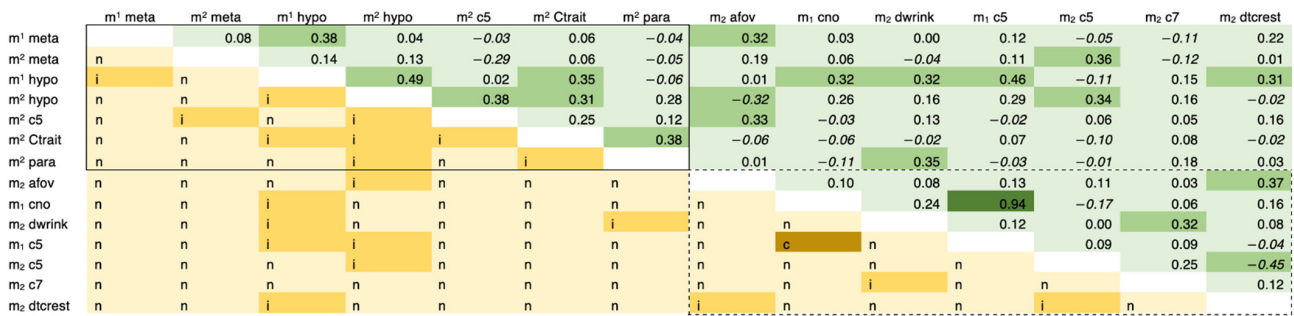 m¹ meta m² meta m¹ hypo m² hypo m² c5 m² Ctrait m² para m₂ afov m₁ cno m₂ dwrink m₁ c5 m₂ c5 m₂ c7 m₂ dtcrest
m¹ meta 0.08 0.38 0.04 −0.03 0.06 −0.04 0.32 0.03 0.00 0.12 −0.05 −0.11 0.22
m² meta n 0.14 0.13 −0.29 0.06 −0.05 0.19 0.06 −0.04 0.11 0.36 −0.12 0.01
m¹ hypo i n 0.49 0.02 0.35 −0.06 0.01 0.32 0.32 0.46 −0.11 0.15 0.31
m² hypo n n i 0.38 0.31 0.28 −0.32 0.26 0.16 0.29 0.34 0.16 −0.02
m² c5 n i n i 0.25 0.12 0.33 −0.03 0.13 −0.02 0.06 0.05 0.16
m² Ctrait n n i i i 0.38 −0.06 −0.06 −0.02 0.07 −0.10 0.08 −0.02
m² para n n n i n i 0.01 −0.11 0.35 −0.03 −0.01 0.18 0.03
m₂ afov n n n i n n n 0.10 0.08 0.13 0.11 0.03 0.37
m₁ cno n n i n n n n n 0.24 0.94 −0.17 0.06 0.16
m₂ dwrink n n i n n n i n n 0.12 0.00 0.32 0.08
m₁ c5 n n i i n n n n c n 0.09 0.09 −0.04
m₂ c5 n n n i n n n n n n n 0.25 −0.45
m₂ c7 n n n n n n n n n i n n 0.12
m₂ dtcrest n n i n n n n i n n n i n